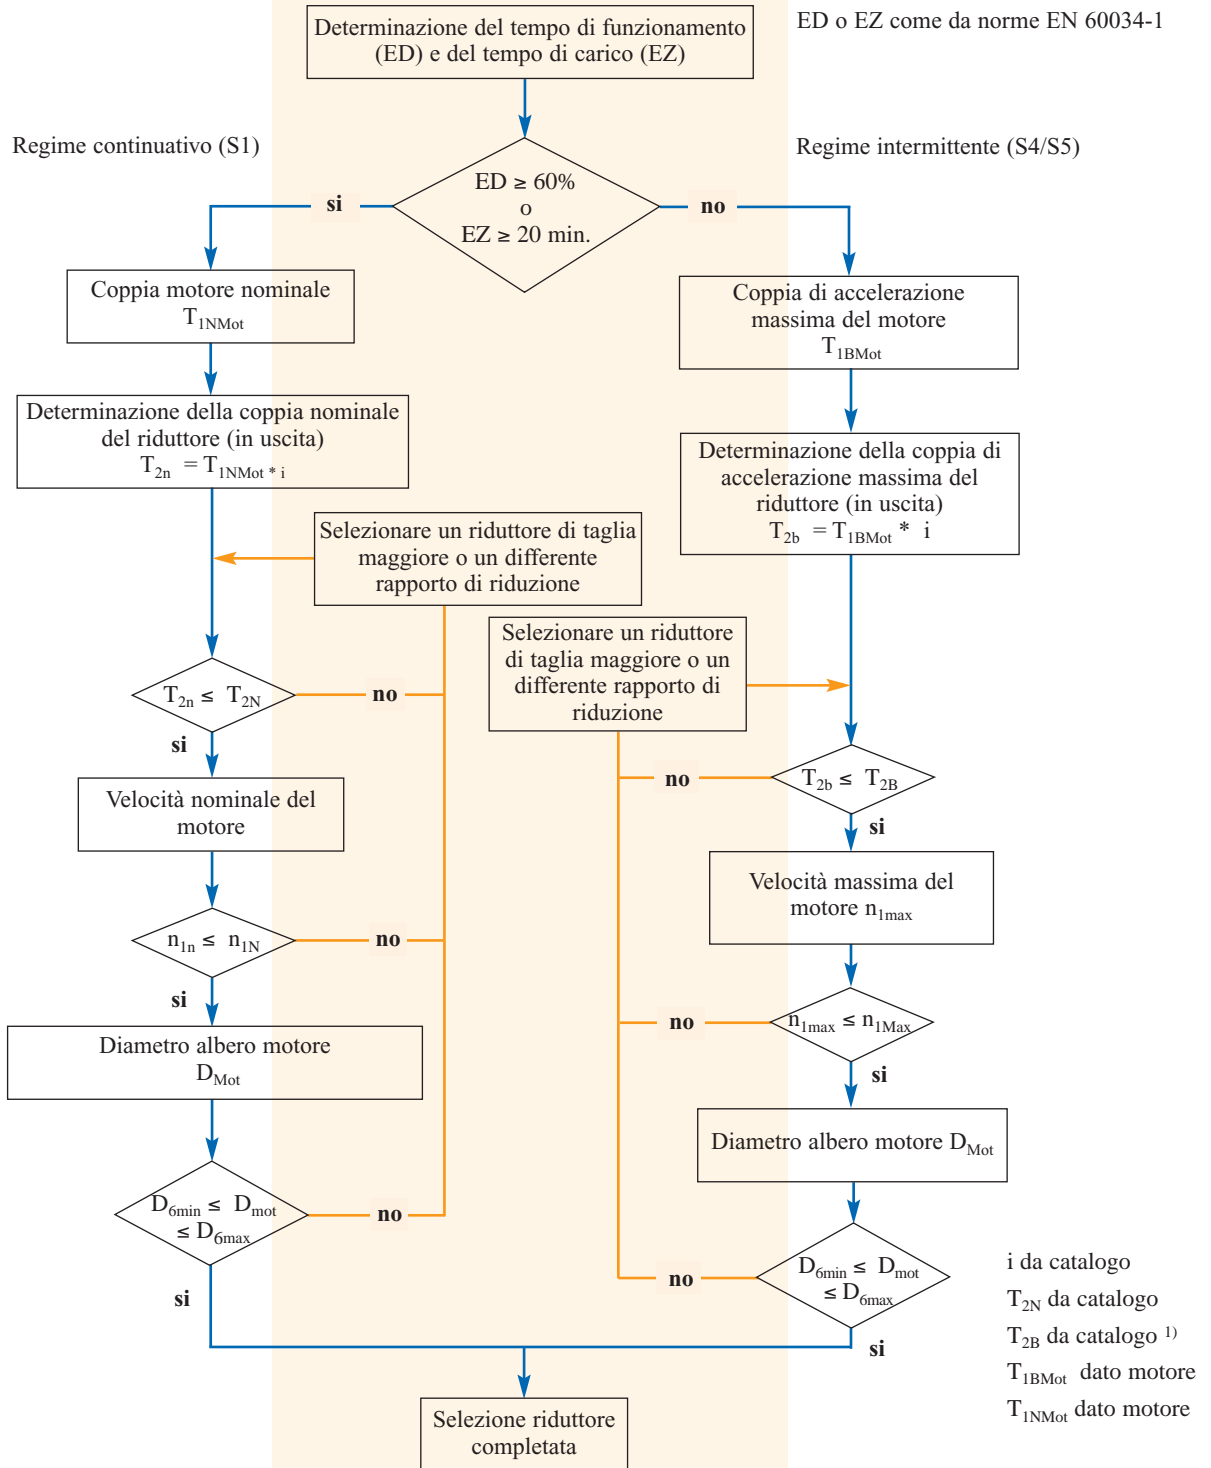 Determinazione del tempo di funzionamento
(ED) e del tempo di carico (EZ)
ED o EZ come da norme EN 60034-1
Regime continuativo (S1)
Regime intermittente (S4/S5)
ED ≥ 60%
o
EZ ≥ 20 min.
si
no
Coppia motore nominale
T1NMot
Determinazione della coppia nominale
del riduttore (in uscita)
T2n = T1NMot * i
Selezionare un riduttore di taglia
maggiore o un differente
rapporto di riduzione
T2n ≤ T2N
no
si
Velocità nominale del
motore
n1n ≤ n1N
no
si
Diametro albero motore
DMot
D6min ≤ Dmot
≤ D6max
no
si
Coppia di accelerazione
massima del motore
T1BMot
Determinazione della coppia di
accelerazione massima del
riduttore (in uscita)
T2b = T1BMot * i
Selezionare un riduttore
di taglia maggiore o un
differente rapporto di
riduzione
T2b ≤ T2B
no
si
Velocità massima del
motore n1max
n1max ≤ n1Max
no
si
Diametro albero motore DMot
D6min ≤ Dmot
≤ D6max
no
si
Selezione riduttore
completata
i da catalogo
T2N da catalogo
T2B da catalogo 1)
T1BMot dato motore
T1NMot dato motore